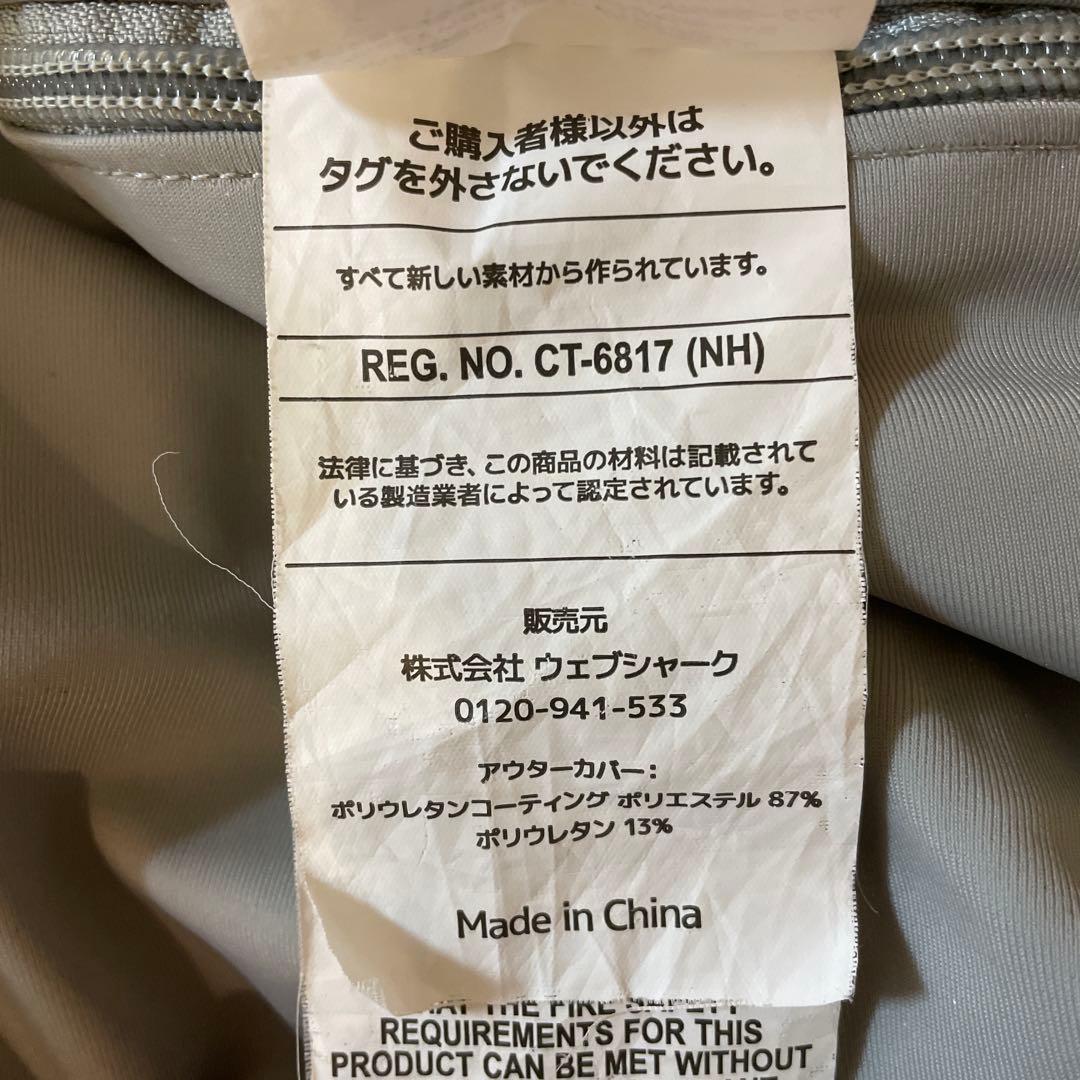 ご購入者様以外は
タグを外さないでください。
すべて新しい素材から作られています。
REG. NO. CT-6817 (NH)
法律に基づき、この商品の材料は記載されて
いる製造業者によって認定されています。
販売元
株式会社 ウェブシャーク
0120-941-533
アウターカバー:
ポリウレタンコーティング ポリエステル 87%
ポリウレタン 13%
Made in China
THE FIRE SAFETY
REQUIREMENTS FOR THIS
PRODUCT CAN BE MET WITHOUT